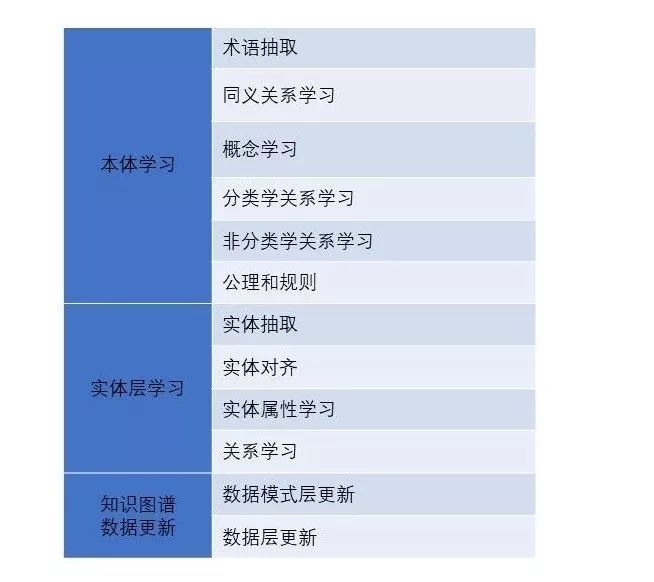 本体学习
术语抽取
同义关系学习
概念学习
分类学关系学习
非分类学关系学习
公理和规则
实体层学习
实体抽取
实体对齐
实体属性学习
关系学习
知识图谱
数据更新
数据模式层更新
数据层更新